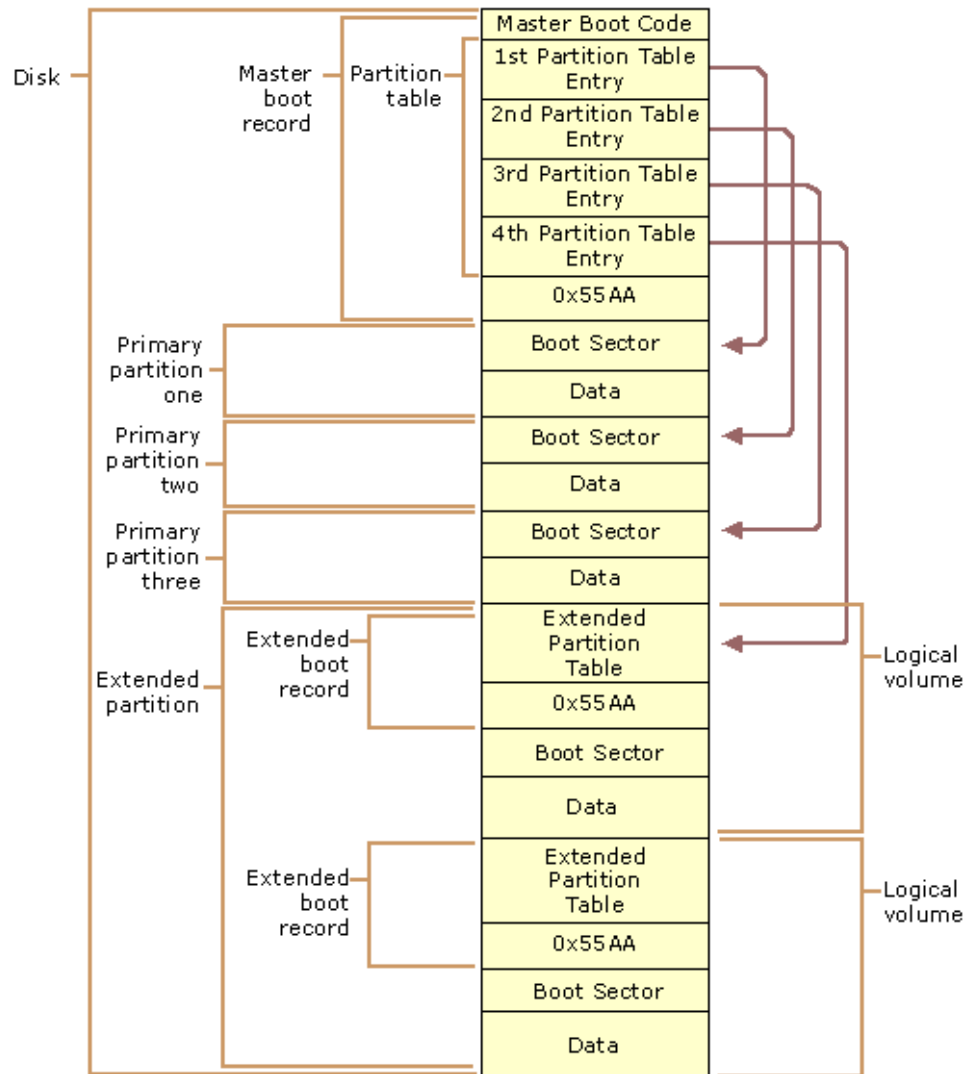 Master Boot Code
1st Partition Table
Entry
2nd Partition Table
Entry
3rd Partition Table
Entry
4th Partition Table
Entry
0x55AA
Boot Sector
Data
Boot Sector
Data
Boot Sector
Data
Extended
Partition
Table
0x55AA
Boot Sector
Data
Extended
Partition
Table
0x55AA
Boot Sector
Data
Disk
Master
boot
record
Partition
table
Primary
partition
one
Primary
partition
two
Primary
partition
three
Extended
partition
Extended
boot
record
Extended
boot
record
Logical
volume
Logical
volume